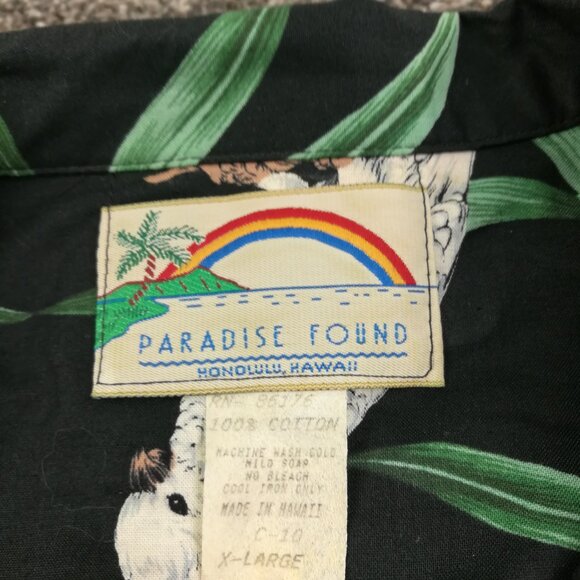 PARADISE FOUND
HONOLULU, HAWAII
RN- 86176
100% COTTON
MACHINE WASH COLD
MILD SOAP
NO BLEACH
COOL IRON ONLY
MADE IN HAWAII
C-10
X-LARGE